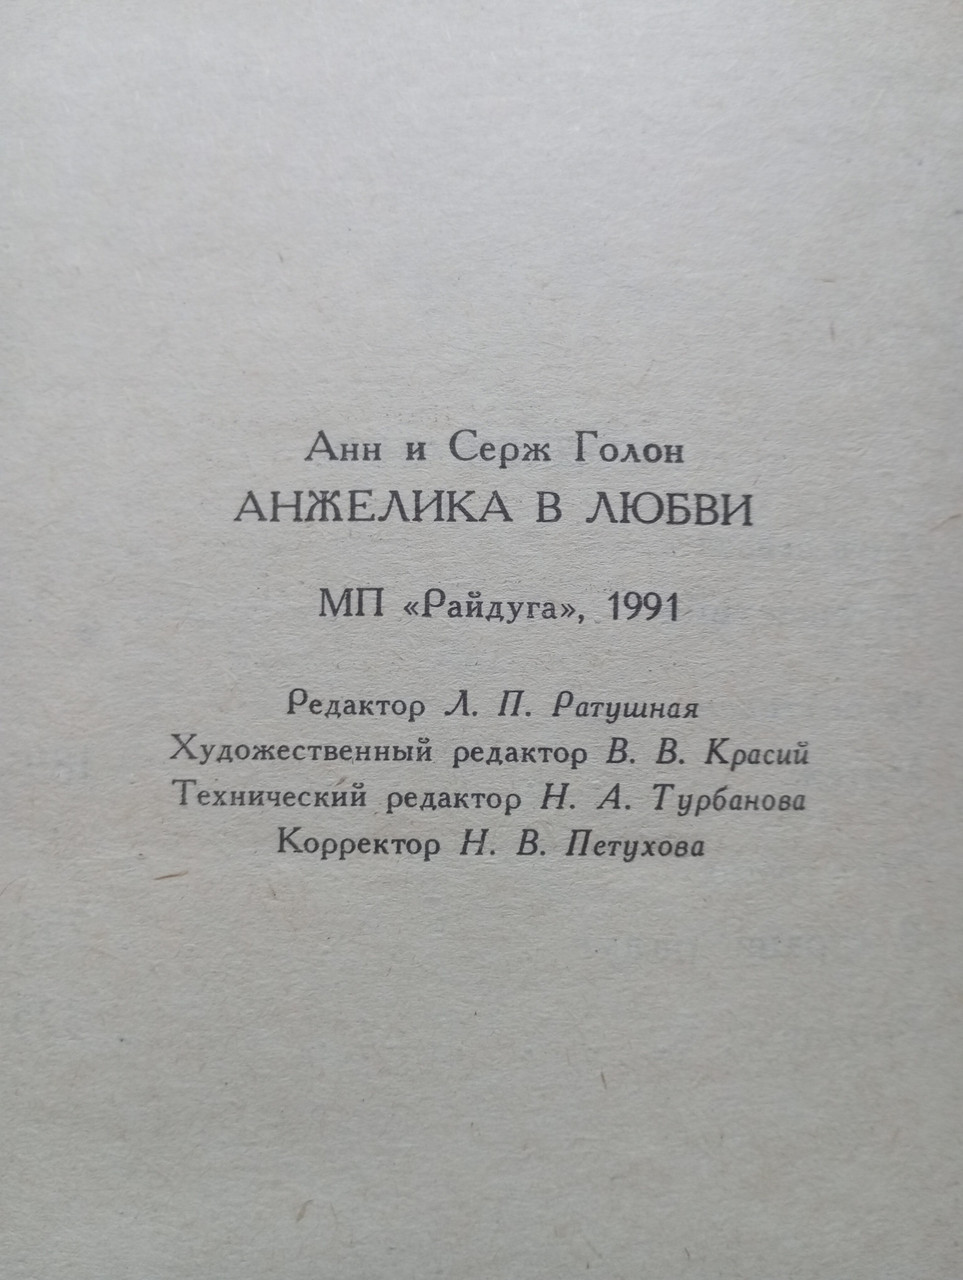 Анн и Серж Голон
АНЖЕЛИКА В ЛЮБВИ
МП «Райдуга», 1991
Редактор Л. П. Ратушная
Художественный редактор В. В. Красий
Технический редактор Н. А. Турбанова
Корректор Н. В. Петухова